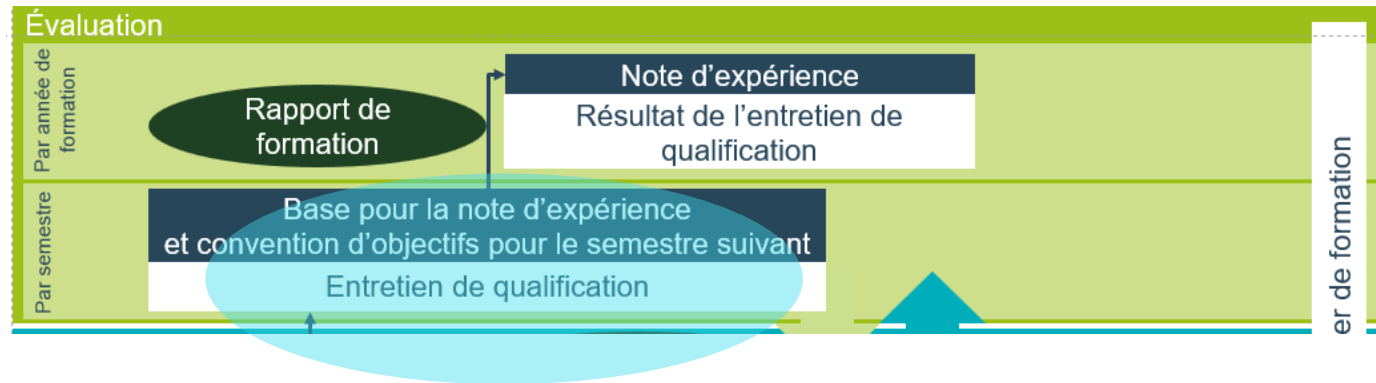 Évaluation
Par année de
formation
Rapport de
formation
Note d'expérience
Résultat de l'entretien de
qualification
Par semestre
Base pour la note d'expérience
et convention d'objectifs pour le semestre suivant
Entretien de qualification
er de formation